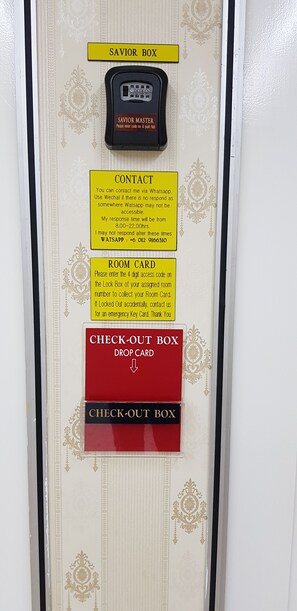 SAVIOR BOX
SAVIOR MASTER
CONTACT
You can contact me via Whatsapp.
Use Wechat if there is no respond as
somewhere Watsapp may not be
accessible.
My response time will be from
8.00-22.00hrs.
I may not respond after these times
WATSAPP : +6 012 9166510
ROOM CARD
Please enter the 4 digit access code on
the Lock Box of your assigned room
number to collect your Room Card.
If Locked Out accidentally, contact us
for an emergency Key Card. Thank You
CHECK-OUT BOX
DROP CARD
CHECK-OUT BOX